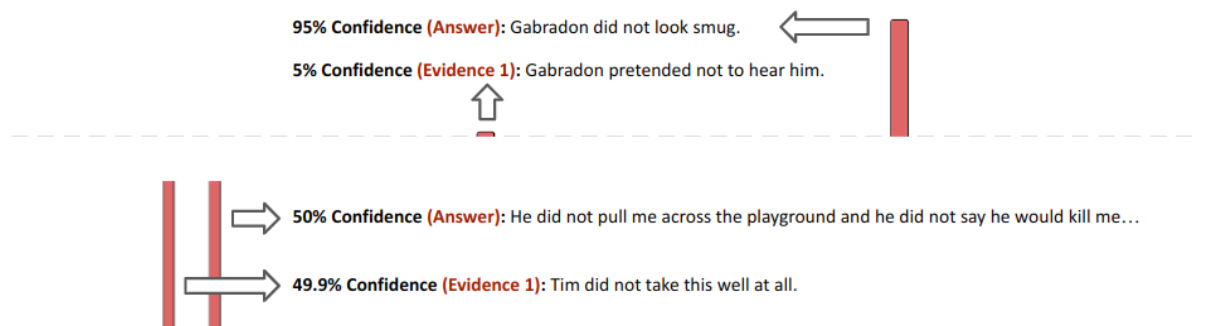 95% Confidence (Answer): Gabradon did not look smug.
5% Confidence (Evidence 1): Gabradon pretended not to hear him.
50% Confidence (Answer): He did not pull me across the playground and he did not say he would kill me…
49.9% Confidence (Evidence 1): Tim did not take this well at all.